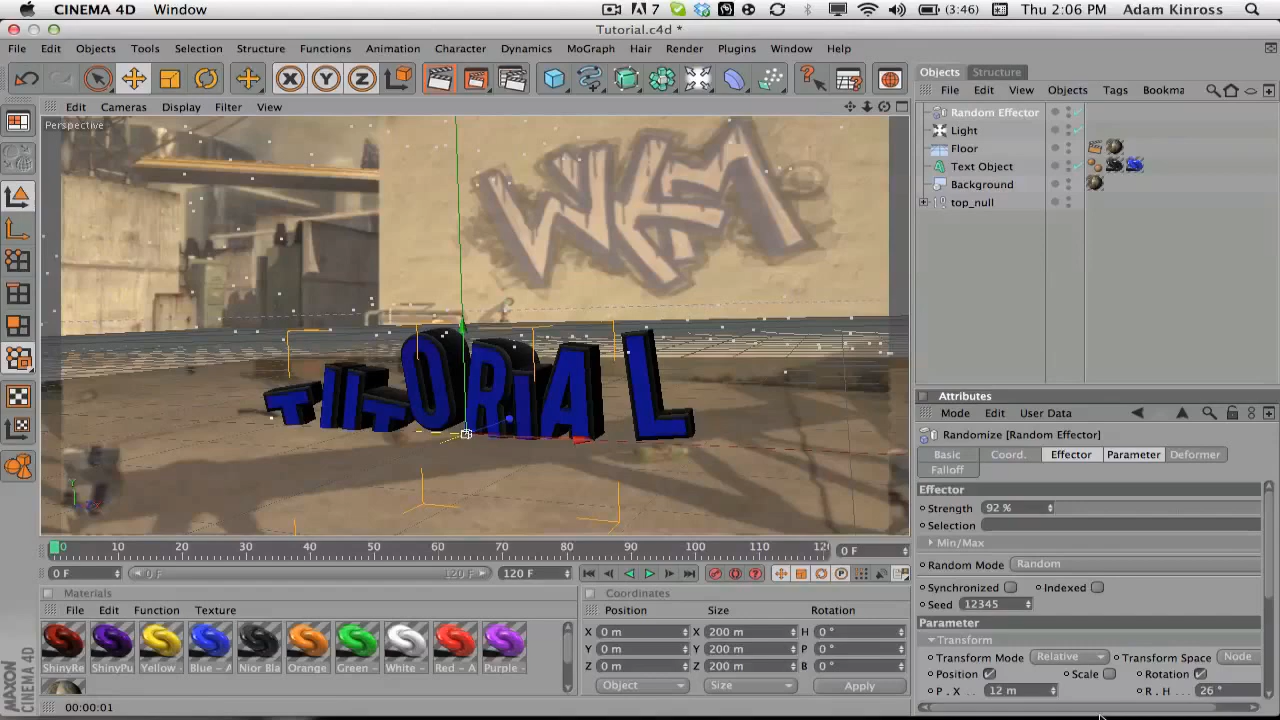 CINEMA 4D Window 7 (3:46) Thu 2:06 PM Adam Kinross
Tutorial.c4d *
File Edit Objects Tools Selection Structure Functions Animation Character Dynamics MoGraph Hair Render Plugins Window Help
X Y Z
Edit Cameras Display Filter View
Perspective
WKM
TUTORIAL
Objects Structure
File Edit View Objects Tags Bookma
Random Effector
Light
Floor
Text Object
Background
top_null
Attributes
Mode Edit User Data
Randomize [Random Effector]
Basic Coord. Effector Parameter Deformer
Falloff
Effector
Strength 92 %
Selection
Min/Max
Random Mode Random
Synchronized Indexed
Seed 12345
Parameter
Transform
Transform Mode Relative Transform Space Node
Position Scale Rotation
P . X . . 12 m R . H . . . 26 °
0 10 20 30 40 50 60 70 80 90 100 110 12 0 F
0 F 0 F 120 F 120 F
Materials
File Edit Function Texture
ShinyRe ShinyPu Yellow - Blue - A Nior Bla Orange Green - White - Red - A Purple -
Coordinates
Position Size Rotation
X 0 m X 200 m H 0 °
Y 0 m Y 200 m P 0 °
Z 0 m Z 200 m B 0 °
Object Size Apply
MAXON
CINEMA 4D
00:00:01